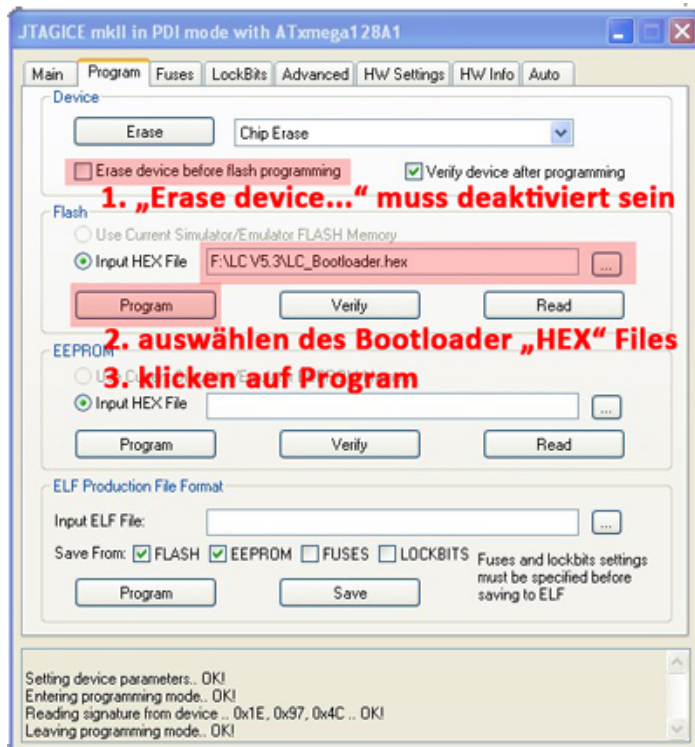 JTAGICE mkII in PDI mode with ATxmega128A1
Main Program Fuses LockBits Advanced HW Settings HW Info Auto
Device
Erase Chip Erase
Erase device before flash programming Verify device after programming
1. „Erase device...“ muss deaktiviert sein
Flash
Use Current Simulator/Emulator FLASH Memory
Input HEX File F:\LC V5.3\LC_Bootloader.hex ...
Program Verify Read
2. auswählen des Bootloader „HEX“ Files
EEPROM
3. klicken auf Program
Input HEX File ...
Program Verify Read
ELF Production File Format
Input ELF File: ...
Save From: FLASH EEPROM FUSES LOCKBITS
Fuses and lockbits settings
must be specified before
saving to ELF
Program Save
Setting device parameters.. OK!
Entering programming mode.. OK!
Reading signature from device .. 0x1E, 0x97, 0x4C .. OK!
Leaving programming mode.. OK!